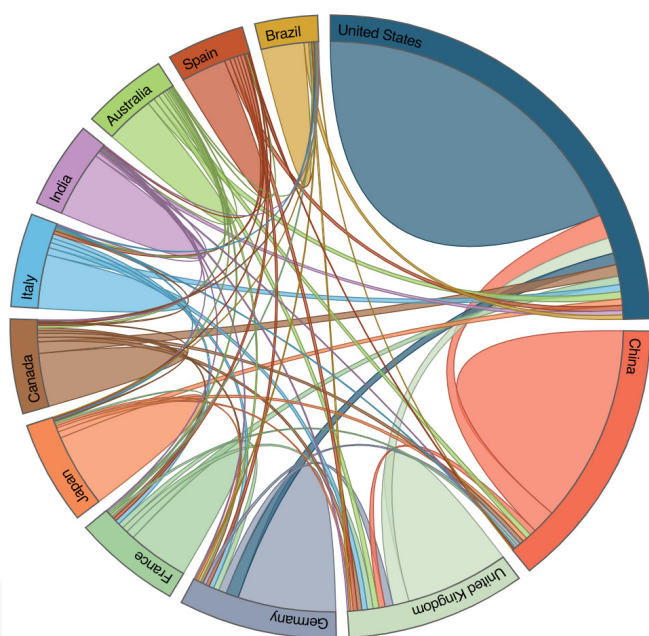 United States
China
United Kingdom
Germany
France
Japan
Canada
Italy
India
Australia
Spain
Brazil